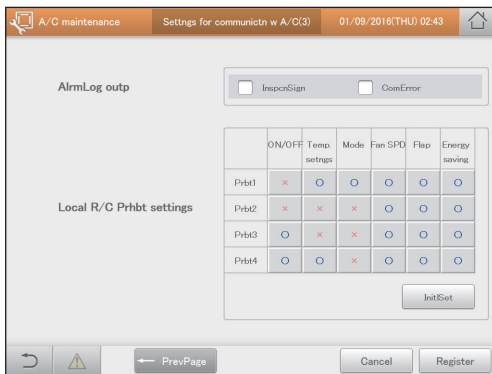 A/C maintenance Settngs for communictn w A/C(3) 01/09/2016(THU) 02:43
AlrmLog outp InspcnSign ComError
ON/OFF Temp. setngs Mode Fan SPD Flap Energy saving
Prbt1 × O O O O O
Local R/C Prhbt settings
Prbt2 × × × O O O
Prbt3 O × × O O O
Prbt4 O O × O O O
InitlSet
PrevPage Cancel Register